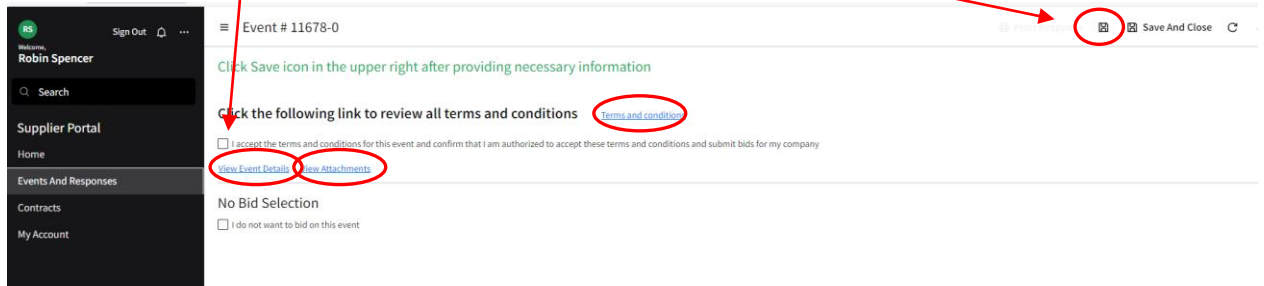 RS
Sign Out
Welcome,
Robin Spencer
Search
Supplier Portal
Home
Events And Responses
Contracts
My Account
Event # 11678-0
Save And Close
Click Save icon in the upper right after providing necessary information
Click the following link to review all terms and conditions Terms and conditions
I accept the terms and conditions for this event and confirm that I am authorized to accept these terms and conditions and submit bids for my company
View Event Details View Attachments
No Bid Selection
I do not want to bid on this event